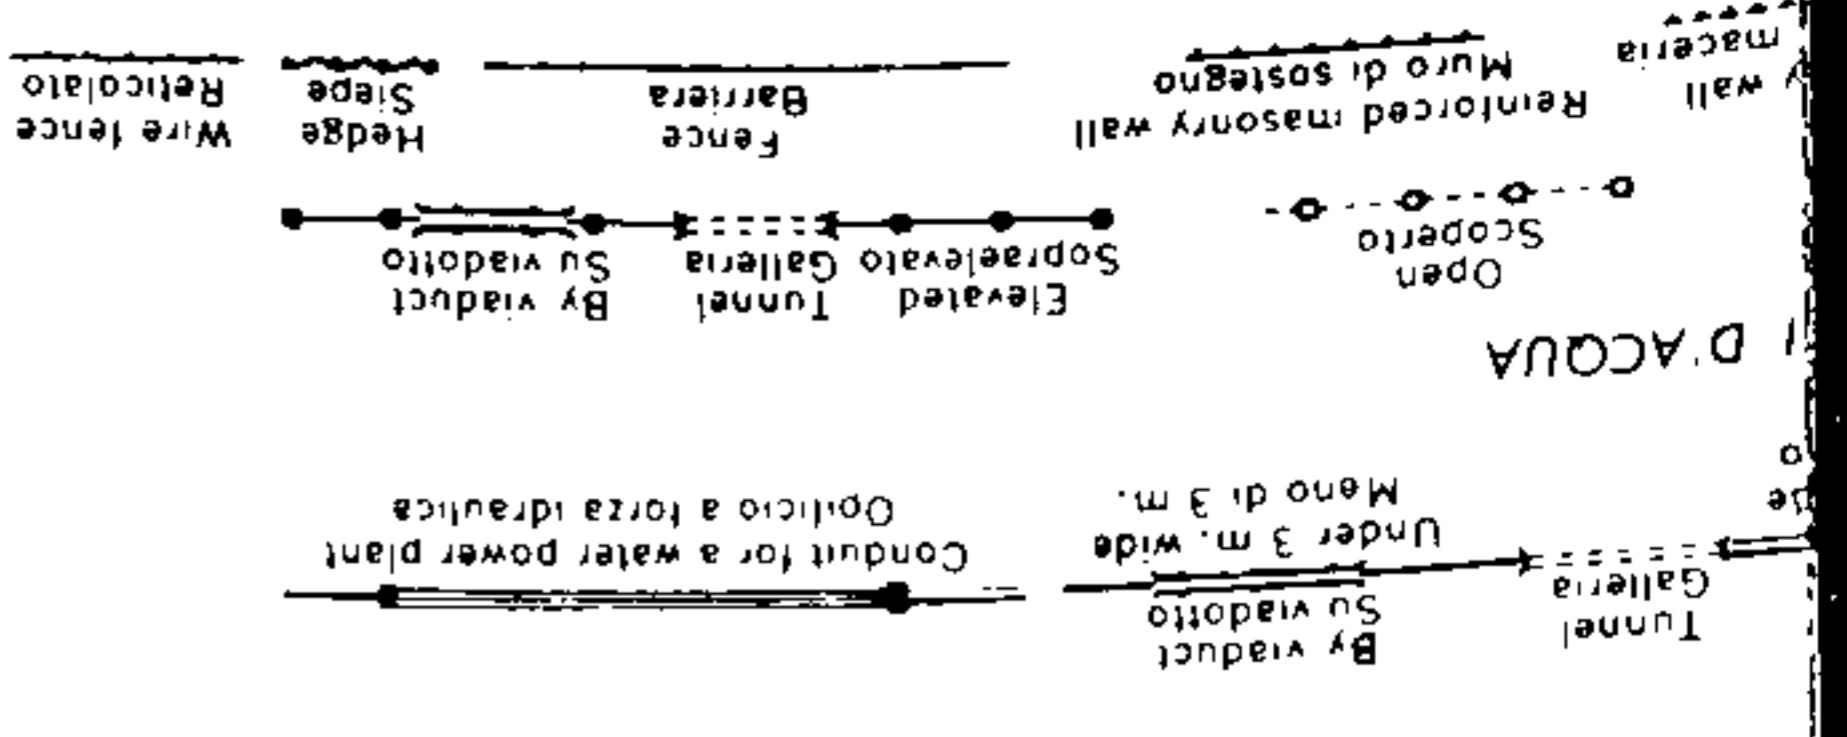 Tunnel
Galleria
By viaduct
Su viadotto
Under 3 m. wide
Meno di 3 m.
Conduit for a water power plant
Opificio a forza idraulica
D'ACQUA
Open
Scoperto
Elevated
Sopraelevato
Tunnel
Galleria
By viaduct
Su viadotto
wall
maceria
Reinforced masonry wall
Muro di sostegno
Fence
Barriera
Hedge
Siepe
Wire fence
Reticolato